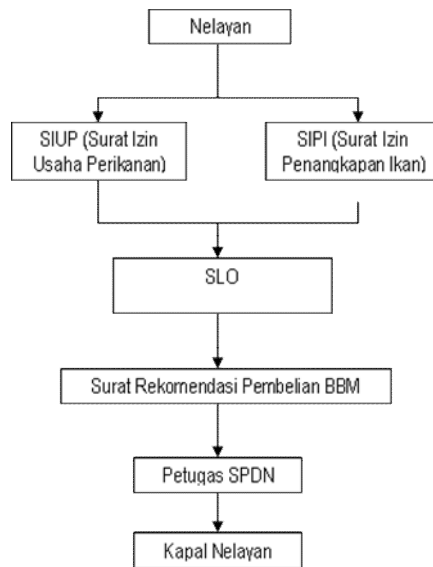 Nelayan
SIUP (Surat Izin
Usaha Perikanan)
SIPI (Surat Izin
Penangkapan Ikan)
SLO
Surat Rekomendasi Pembelian BBM
Petugas SPDN
Kapal Nelayan